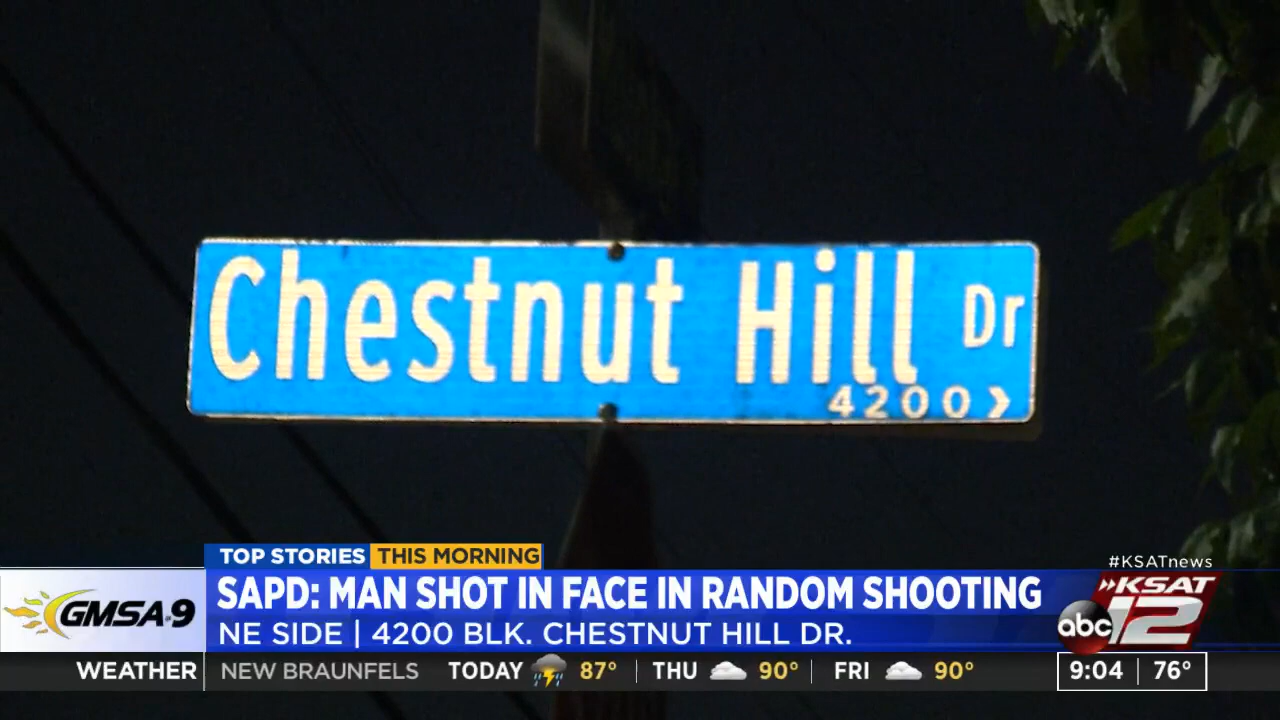 Chestnut Hill Dr
4200 ›
TOP STORIES THIS MORNING
#KSATnews
SAPD: MAN SHOT IN FACE IN RANDOM SHOOTING
NE SIDE | 4200 BLK. CHESTNUT HILL DR.
GMSA@9
abc KSAT 12
WEATHER NEW BRAUNFELS TODAY 87° THU 90° FRI 90° 9:04 76°